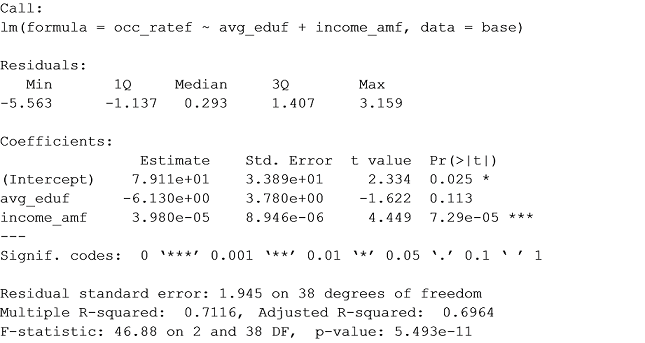 Call:
lm(formula = occ_ratef ~ avg_eduf + income_amf, data = base)
Residuals:
Min 1Q Median 3Q Max
-5.563 -1.137 0.293 1.407 3.159
Coefficients:
Estimate Std. Error t value Pr(>|t|)
(Intercept) 7.911e+01 3.389e+01 2.334 0.025 *
avg_eduf -6.130e+00 3.780e+00 -1.622 0.113
income_amf 3.980e-05 8.946e-06 4.449 7.29e-05 ***
---
Signif. codes: 0 ‘***’ 0.001 ‘**’ 0.01 ‘*’ 0.05 ‘.’ 0.1 ‘ ’ 1
Residual standard error: 1.945 on 38 degrees of freedom
Multiple R-squared: 0.7116, Adjusted R-squared: 0.6964
F-statistic: 46.88 on 2 and 38 DF, p-value: 5.493e-11